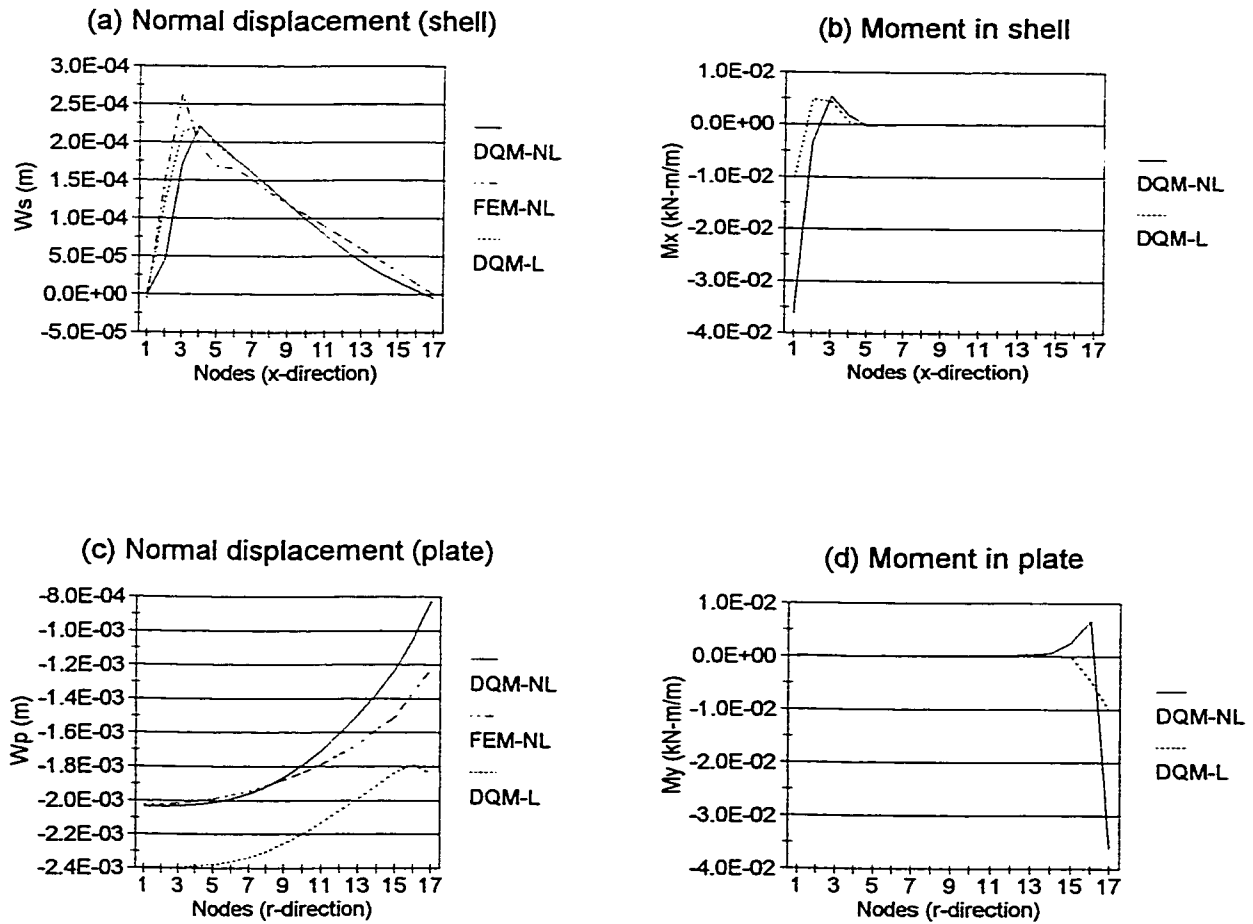 (a) Normal displacement (shell)
3.0E-04
2.5E-04
2.0E-04
1.5E-04
1.0E-04
5.0E-05
0.0E+00
-5.0E-05
Ws (m)
1 3 5 7 9 11 13 15 17
Nodes (x-direction)
DQM-NL
FEM-NL
DQM-L
(b) Moment in shell
1.0E-02
0.0E+00
-1.0E-02
-2.0E-02
-3.0E-02
-4.0E-02
Mx (kN-m/m)
1 3 5 7 9 11 13 15 17
Nodes (x-direction)
DQM-NL
DQM-L
(c) Normal displacement (plate)
-8.0E-04
-1.0E-03
-1.2E-03
-1.4E-03
-1.6E-03
-1.8E-03
-2.0E-03
-2.2E-03
-2.4E-03
Wp (m)
1 3 5 7 9 11 13 15 17
Nodes (r-direction)
DQM-NL
FEM-NL
DQM-L
(d) Moment in plate
1.0E-02
0.0E+00
-1.0E-02
-2.0E-02
-3.0E-02
-4.0E-02
My (kN-m/m)
1 3 5 7 9 11 13 15 17
Nodes (r-direction)
DQM-NL
DQM-L